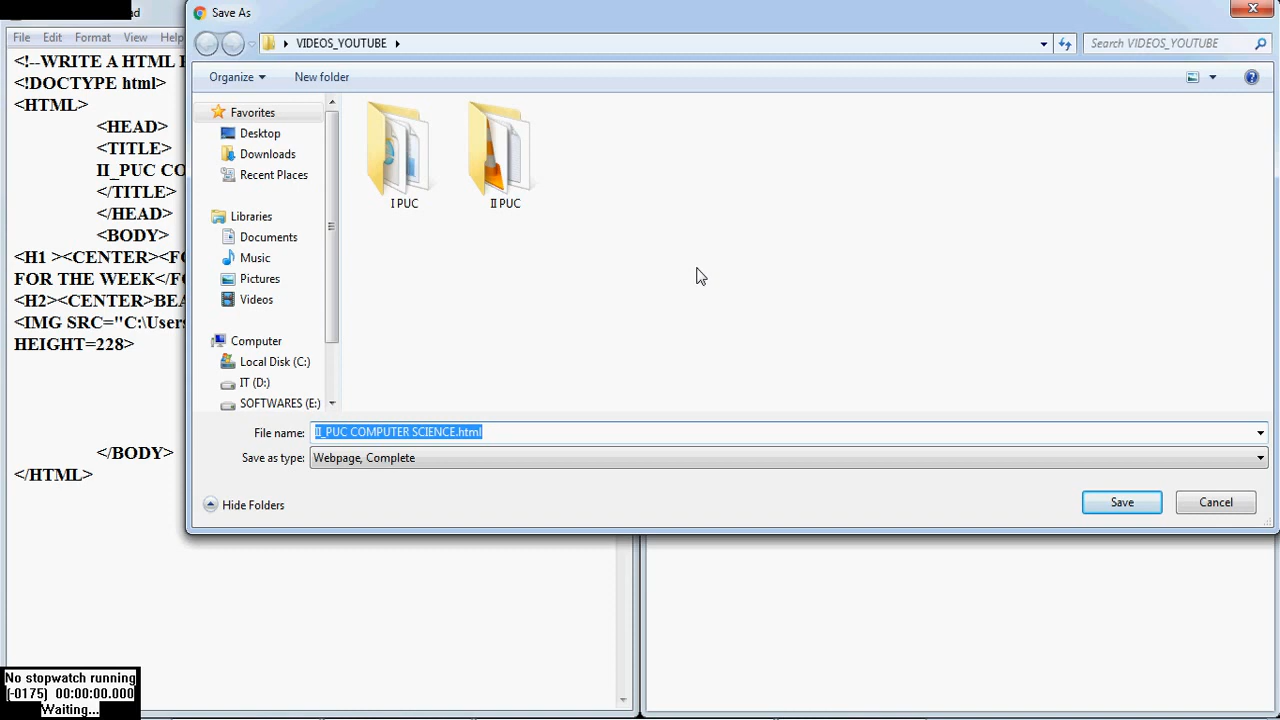 Save As
VIDEOS_YOUTUBE
Search VIDEOS_YOUTUBE
Organize
New folder
Favorites
Desktop
Downloads
Recent Places
Libraries
Documents
Music
Pictures
Videos
Computer
Local Disk (C:)
IT (D:)
SOFTWARES (E:)
I PUC
II PUC
File name: II_PUC COMPUTER SCIENCE.html
Save as type: Webpage, Complete
Hide Folders
Save
Cancel
File Edit Format View Help
<!--WRITE A HTML
<!DOCTYPE html>
<HTML>
<HEAD>
<TITLE>
II_PUC
</TITLE>
</HEAD>
<BODY>
<H1 ><CENTER>
FOR THE WEEK
<H2><CENTER>
<IMG SRC="C:\Users
HEIGHT=228>
</BODY>
</HTML>
No stopwatch running
[-0175] 00:00:00.000
Waiting...